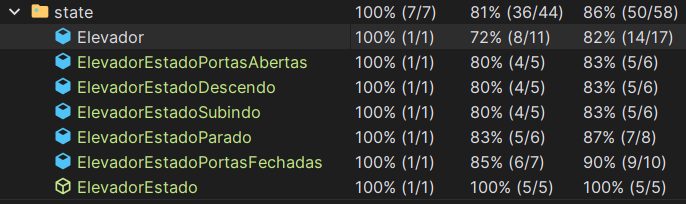 state 100% (7/7) 81% (36/44) 86% (50/58)
Elevador 100% (1/1) 72% (8/11) 82% (14/17)
ElevadorEstadoPortasAbertas 100% (1/1) 80% (4/5) 83% (5/6)
ElevadorEstadoDescendo 100% (1/1) 80% (4/5) 83% (5/6)
ElevadorEstadoSubindo 100% (1/1) 80% (4/5) 83% (5/6)
ElevadorEstadoParado 100% (1/1) 83% (5/6) 87% (7/8)
ElevadorEstadoPortasFechadas 100% (1/1) 85% (6/7) 90% (9/10)
ElevadorEstado 100% (1/1) 100% (5/5) 100% (5/5)